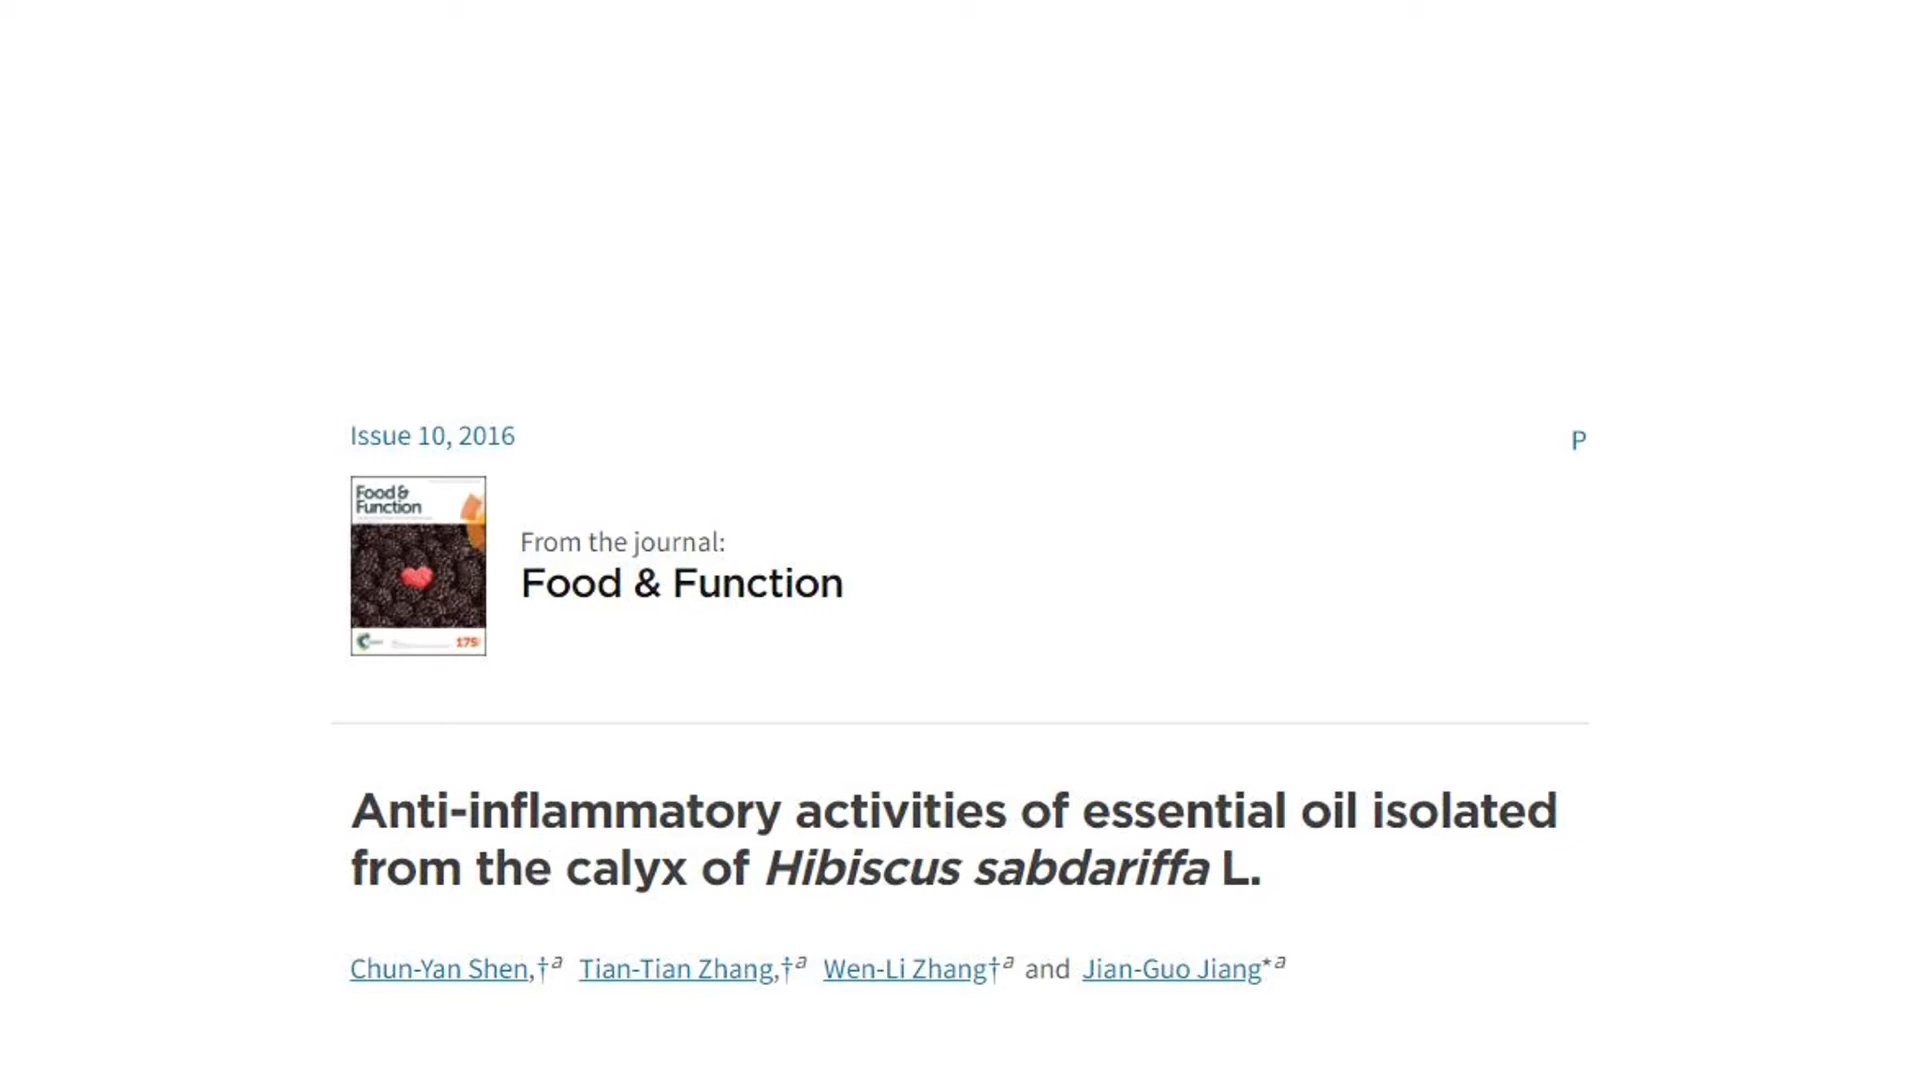 Issue 10, 2016
P
Food &
Function
175
From the journal:
Food & Function
Anti-inflammatory activities of essential oil isolated
from the calyx of Hibiscus sabdariffa L.
Chun-Yan Shen,†a Tian-Tian Zhang,†a Wen-Li Zhang†a and Jian-Guo Jiang*a